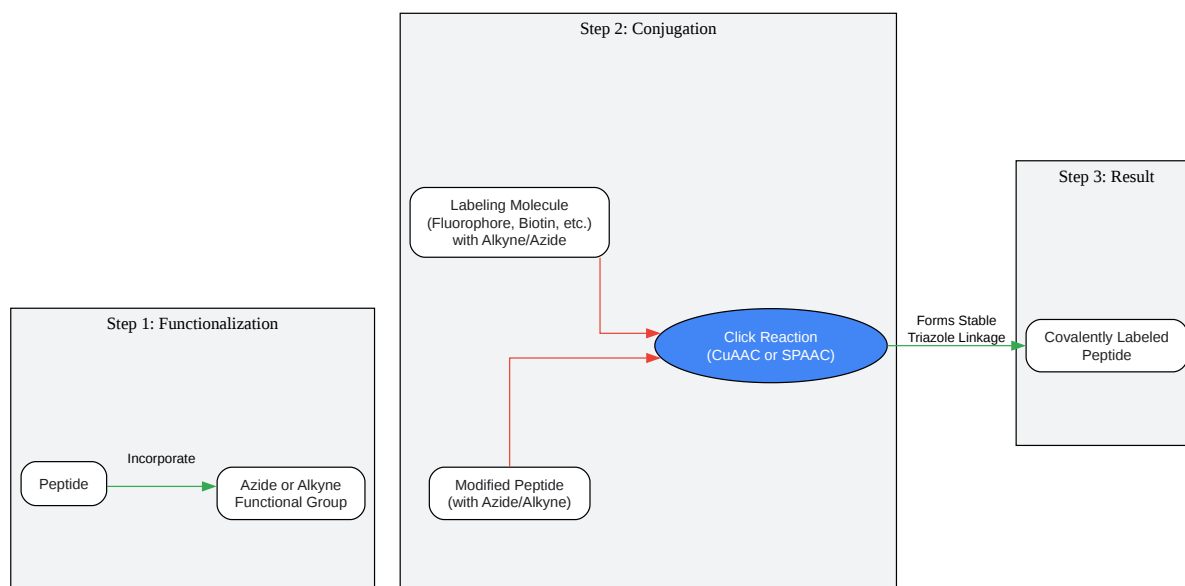 Step 1: Functionalization
Peptide
Incorporate
Azide or Alkyne
Functional Group
Step 2: Conjugation
Labeling Molecule
(Fluorophore, Biotin, etc.)
with Alkyne/Azide
Modified Peptide
(with Azide/Alkyne)
Click Reaction
(CuAAC or SPAAC)
Forms Stable
Triazole Linkage
Step 3: Result
Covalently Labeled
Peptide